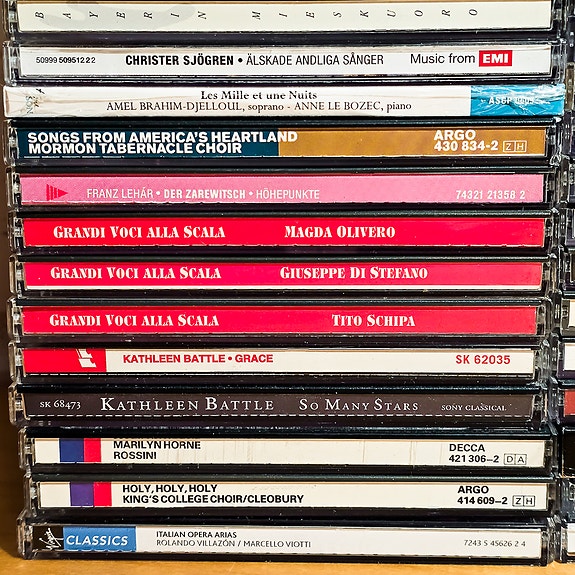 BAYERIN MIESKUORO
50999 5095122 2 CHRISTER SJÖGREN • ÄLSKADE ANDLIGA SÅNGER Music from EMI
Les Mille et une Nuits
AMEL BRAHIM-DJELLOUL, soprano - ANNE LE BOZEC, piano
SONGS FROM AMERICA'S HEARTLAND ARGO
MORMON TABERNACLE CHOIR 430 834-2 ZH
FRANZ LEHÁR • DER ZAREWITSCH • HÖHEPUNKTE 74321 21358 2
GRANDI VOCI ALLA SCALA MAGDA OLIVERO
GRANDI VOCI ALLA SCALA GIUSEPPE DI STEFANO
GRANDI VOCI ALLA SCALA TITO SCHIPA
KATHLEEN BATTLE • GRACE SK 62035
SK 68473 KATHLEEN BATTLE SO MANY STARS SONY CLASSICAL
MARILYN HORNE DECCA
ROSSINI 421 306-2 DA
HOLY, HOLY, HOLY ARGO
KING'S COLLEGE CHOIR/CLEOBURY 414 609-2 ZH
Virgin CLASSICS ITALIAN OPERA ARIAS
ROLANDO VILLAZÓN / MARCELLO VIOTTI 7243 5 45626 2 4